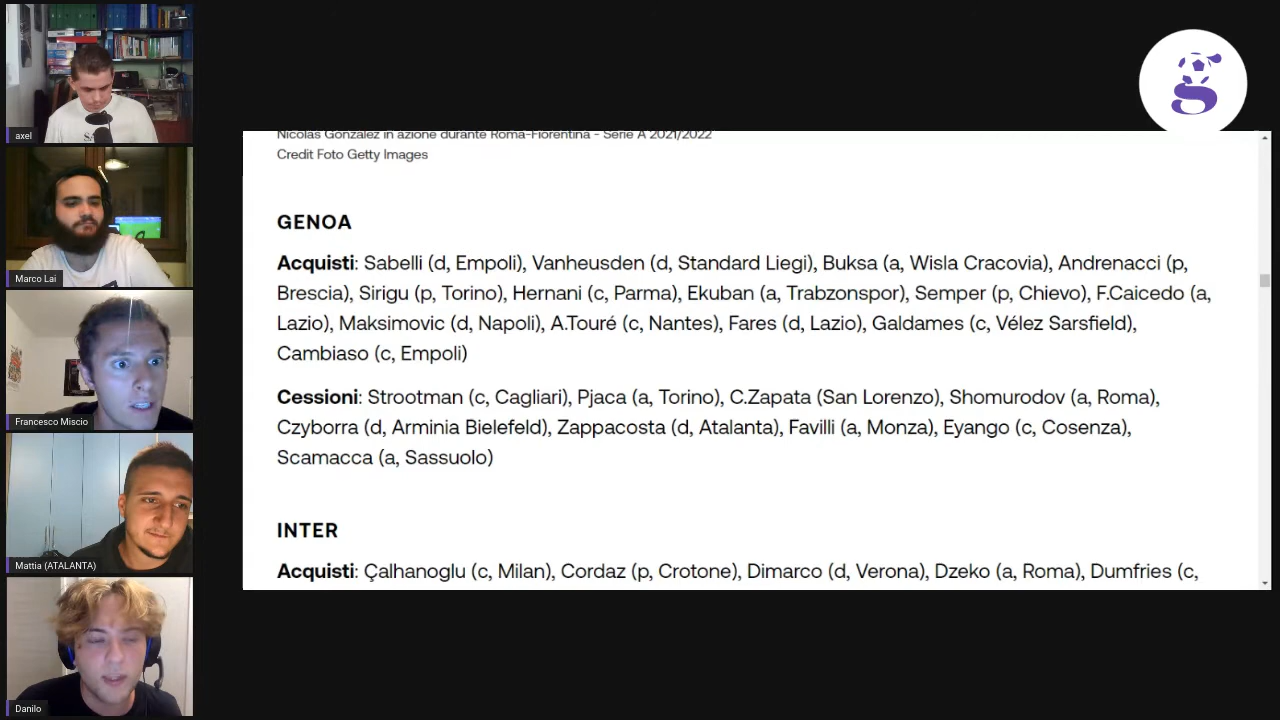 axel
Marco Lai
Francesco Miscio
Mattia (ATALANTA)
Danilo
Nicolas Gonzalez in azione durante Roma-Fiorentina - Serie A 2021/2022
Credit Foto Getty Images
GENOA
Acquisti: Sabelli (d, Empoli), Vanheusden (d, Standard Liegi), Buksa (a, Wisla Cracovia), Andrenacci (p,
Brescia), Sirigu (p, Torino), Hernani (c, Parma), Ekuban (a, Trabzonspor), Semper (p, Chievo), F.Caicedo (a,
Lazio), Maksimovic (d, Napoli), A.Touré (c, Nantes), Fares (d, Lazio), Galdames (c, Vélez Sarsfield),
Cambiaso (c, Empoli)
Cessioni: Strootman (c, Cagliari), Pjaca (a, Torino), C.Zapata (San Lorenzo), Shomurodov (a, Roma),
Czyborra (d, Arminia Bielefeld), Zappacosta (d, Atalanta), Favilli (a, Monza), Eyango (c, Cosenza),
Scamacca (a, Sassuolo)
INTER
Acquisti: Çalhanoglu (c, Milan), Cordaz (p, Crotone), Dimarco (d, Verona), Dzeko (a, Roma), Dumfries (c,